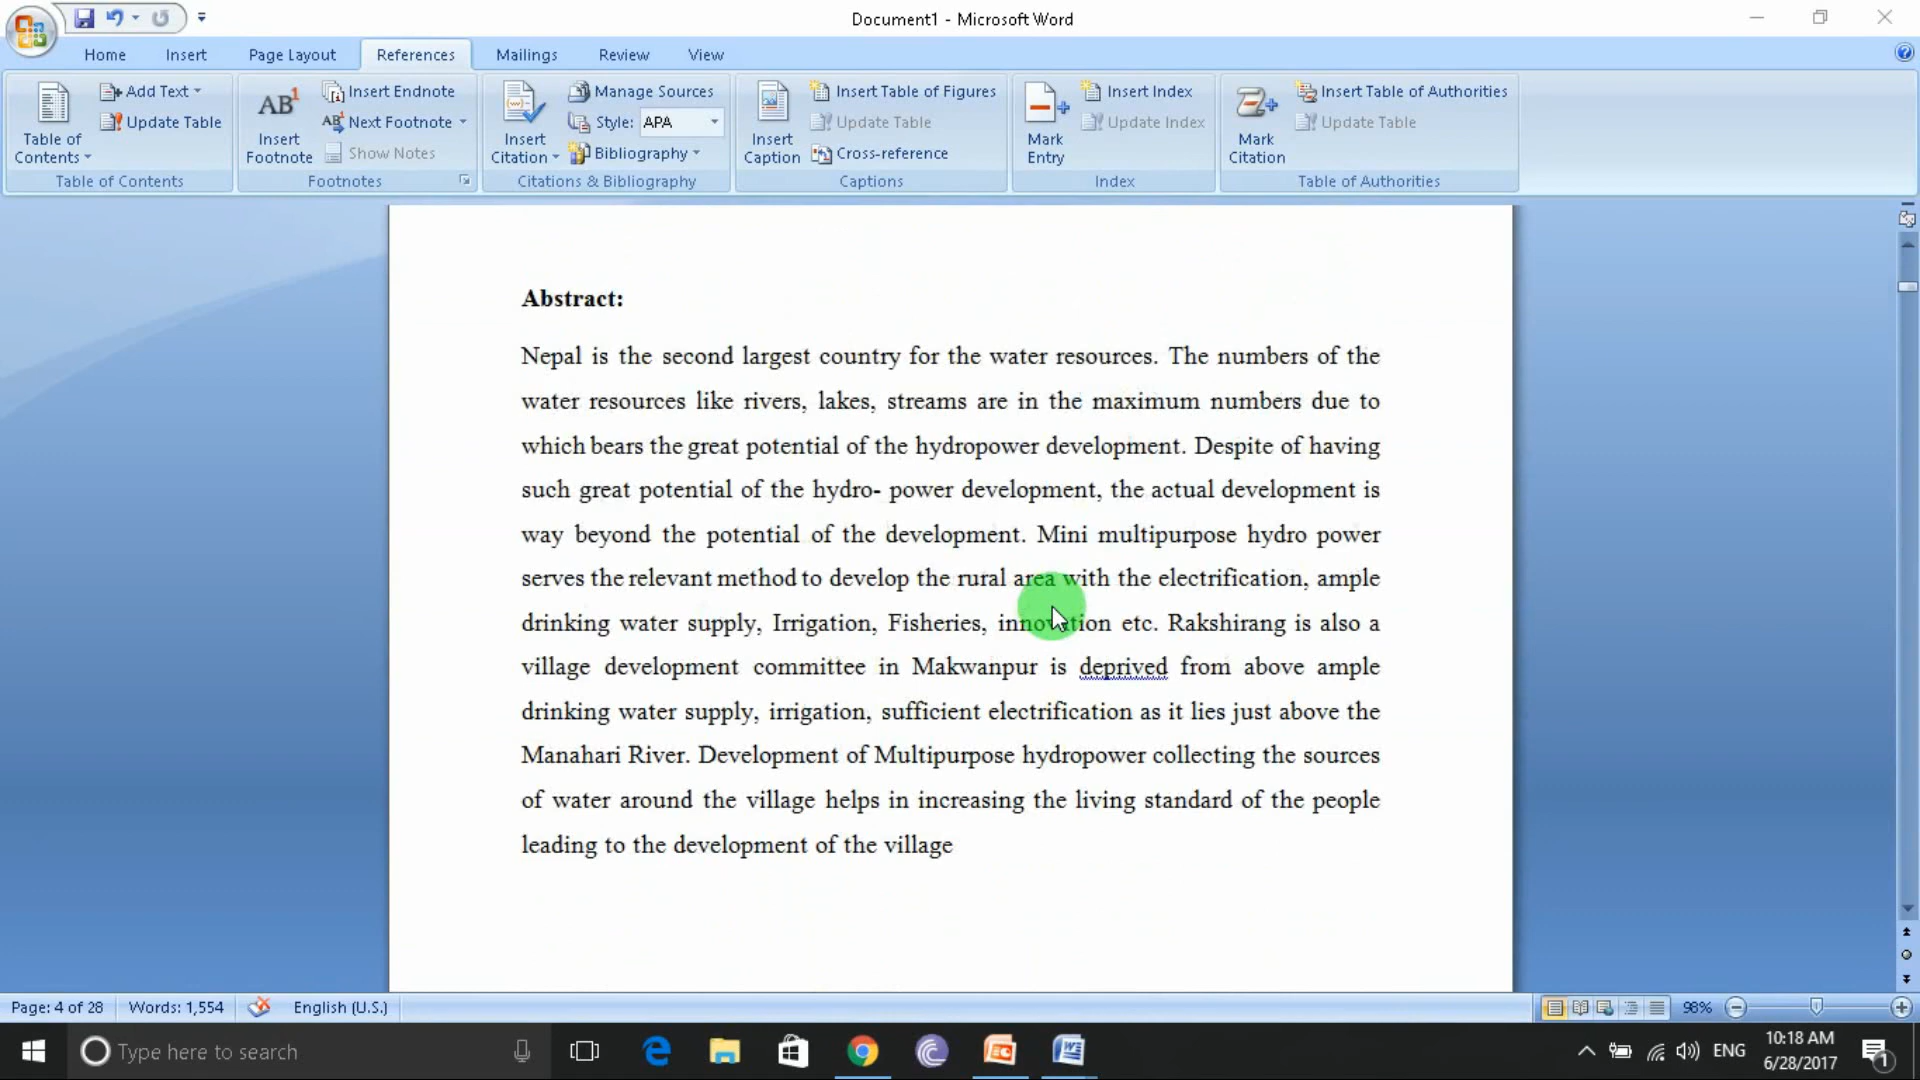 Document1 - Microsoft Word
Home Insert Page Layout References Mailings Review View
Table of Contents
Add Text
Update Table
Table of Contents
AB1
Insert Footnote
Insert Endnote
AB Next Footnote
Show Notes
Footnotes
Insert Citation
Manage Sources
Style: APA
Bibliography
Citations & Bibliography
Insert Caption
Insert Table of Figures
Update Table
Cross-reference
Captions
Mark Entry
Insert Index
Update Index
Index
Mark Citation
Insert Table of Authorities
Update Table
Table of Authorities
Abstract:
Nepal is the second largest country for the water resources. The numbers of the
water resources like rivers, lakes, streams are in the maximum numbers due to
which bears the great potential of the hydropower development. Despite of having
such great potential of the hydro- power development, the actual development is
way beyond the potential of the development. Mini multipurpose hydro power
serves the relevant method to develop the rural area with the electrification, ample
drinking water supply, Irrigation, Fisheries, innovation etc. Rakshirang is also a
village development committee in Makwanpur is deprived from above ample
drinking water supply, irrigation, sufficient electrification as it lies just above the
Manahari River. Development of Multipurpose hydropower collecting the sources
of water around the village helps in increasing the living standard of the people
leading to the development of the village
Page: 4 of 28 Words: 1,554 English (U.S.) 98%
Type here to search ENG 10:18 AM
6/28/2017 1